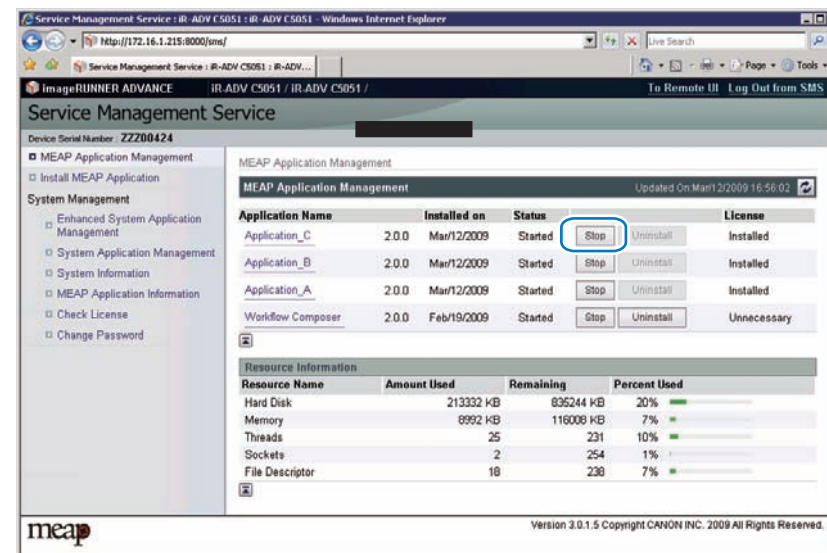 Service Management Service : iR-ADV C5051 : iR-ADV C5051 - Windows Internet Explorer
http://172.16.1.215:8000/sms/
Live Search
Service Management Service : iR-ADV C5051 : iR-ADV...
Page
Tools
imageRUNNER ADVANCE
iR-ADV C5051 / iR-ADV C5051 /
To Remote UI Log Out from SMS
Service Management Service
Device Serial Number : ZZZ00424
MEAP Application Management
Install MEAP Application
System Management
Enhanced System Application
Management
System Application Management
System Information
MEAP Application Information
Check License
Change Password
MEAP Application Management
MEAP Application Management Updated On:Mar/12/2009 16:56:02
Application Name Installed on Status License
Application_C 2.0.0 Mar/12/2009 Started Stop Uninstall Installed
Application_B 2.0.0 Mar/12/2009 Started Stop Uninstall Installed
Application_A 2.0.0 Mar/12/2009 Started Stop Uninstall Installed
Workflow Composer 2.0.0 Feb/19/2009 Started Stop Uninstall Unnecessary
Resource Information
Resource Name Amount Used Remaining Percent Used
Hard Disk 213332 KB 835244 KB 20%
Memory 8992 KB 116008 KB 7%
Threads 25 231 10%
Sockets 2 254 1%
File Descriptor 18 238 7%
meap
Version 3.0.1.5 Copyright CANON INC. 2009 All Rights Reserved.